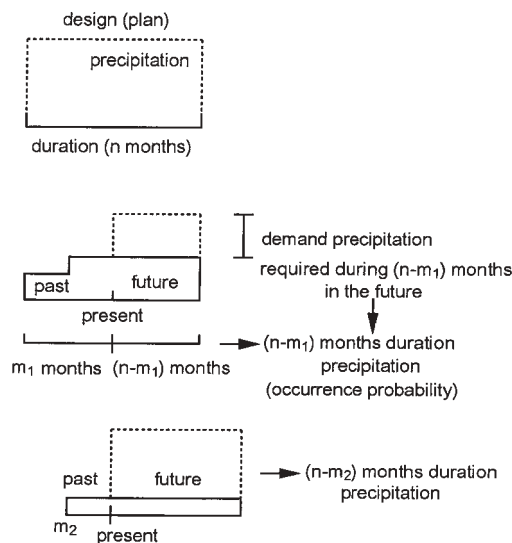 design (plan)
precipitation
duration (n months)
demand precipitation
past
future
required during (n-m1) months
in the future
present
m1 months (n-m1) months
(n-m1) months duration
precipitation
(occurrence probability)
past
future
(n-m2) months duration
precipitation
m2
present